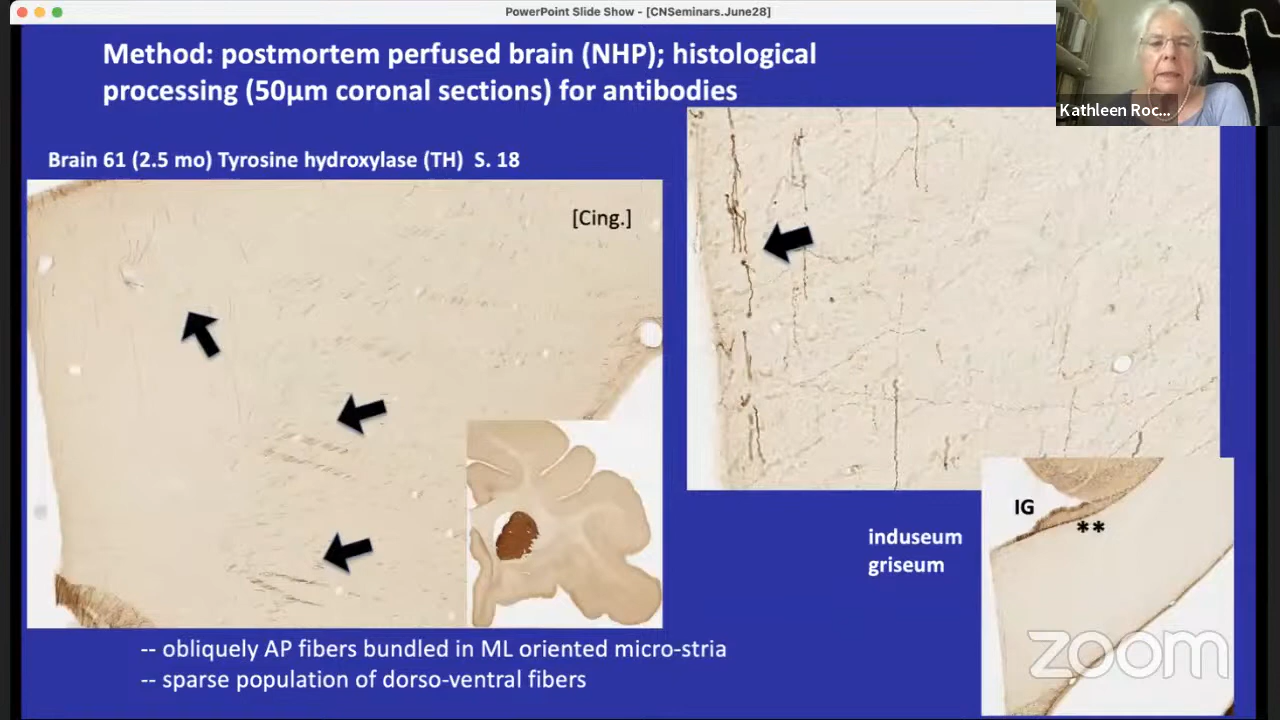 PowerPoint Slide Show - [CNSeminars.June28]
Method: postmortem perfused brain (NHP); histological
processing (50μm coronal sections) for antibodies
Kathleen Roc...
Brain 61 (2.5 mo) Tyrosine hydroxylase (TH)  S. 18
[Cing.]
IG
**
induseum
griseum
zoom
-- obliquely AP fibers bundled in ML oriented micro-stria
-- sparse population of dorso-ventral fibers